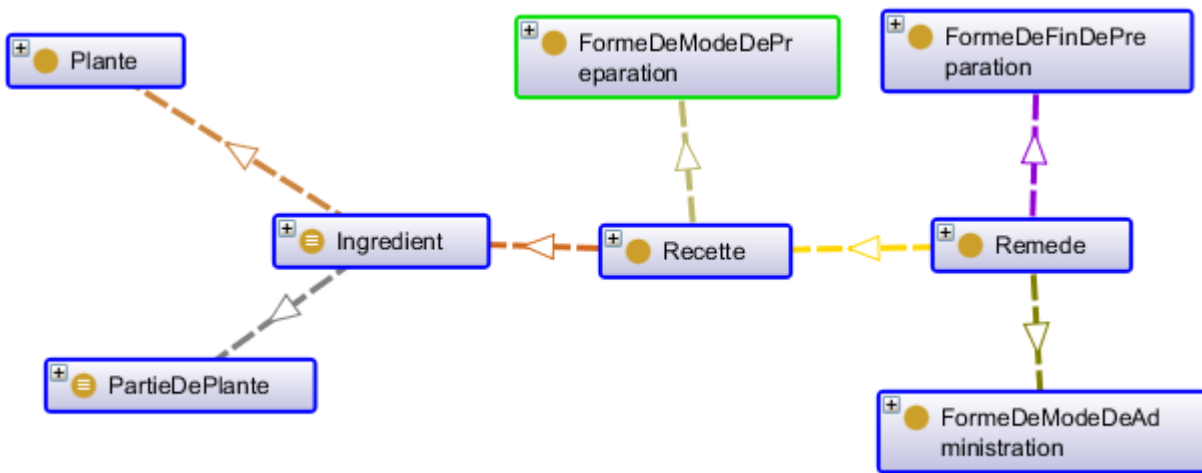 Plante
FormeDeModeDePr
eparation
FormeDeFinDePre
paration
Ingredient
Recette
Remede
PartieDePlante
FormeDeModeDeAd
ministration